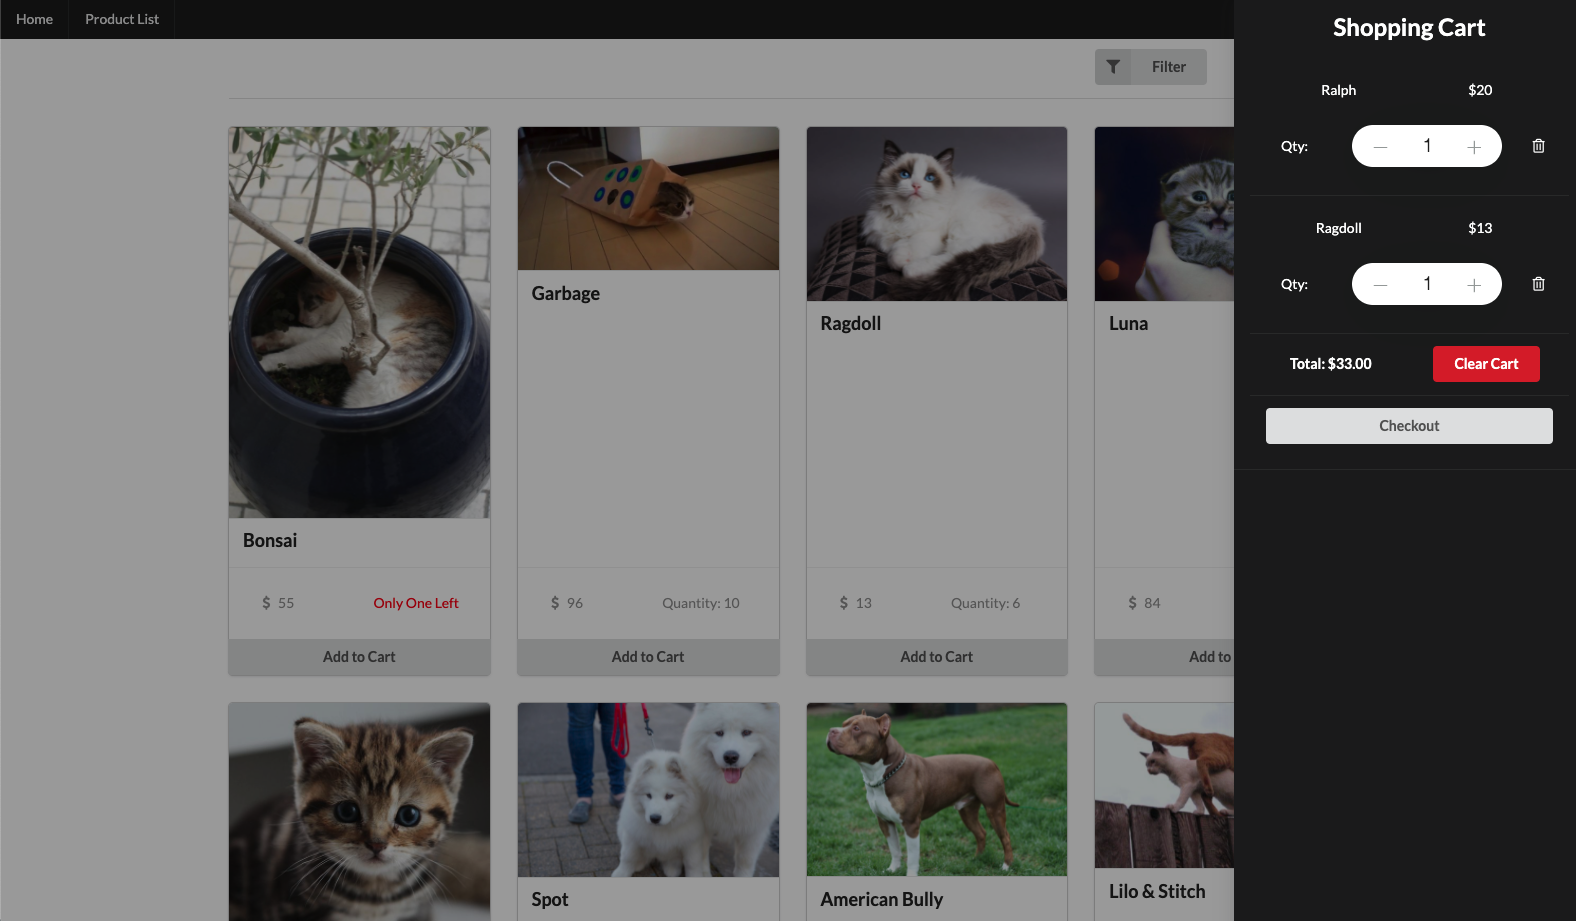 Home
Product List
Filter
Bonsai
$ 55
Only One Left
Add to Cart
Garbage
$ 96
Quantity: 10
Add to Cart
Ragdoll
$ 13
Quantity: 6
Add to Cart
Luna
$ 84
Add to
Spot
American Bully
Lilo & Stitch
Shopping Cart
Ralph
$20
Qty:
1
Ragdoll
$13
Qty:
1
Total: $33.00
Clear Cart
Checkout